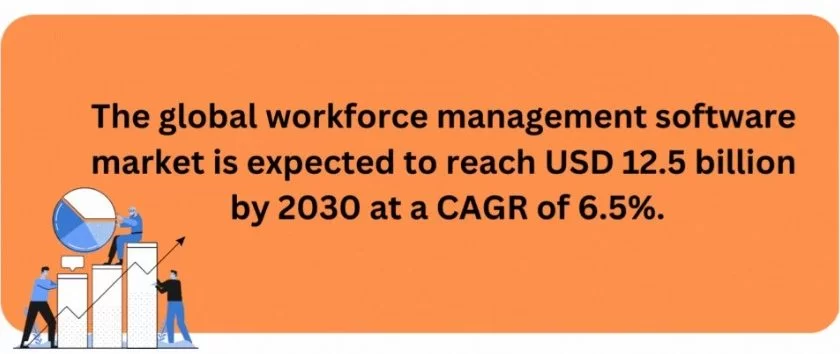 The global workforce management software
market is expected to reach USD 12.5 billion
by 2030 at a CAGR of 6.5%.